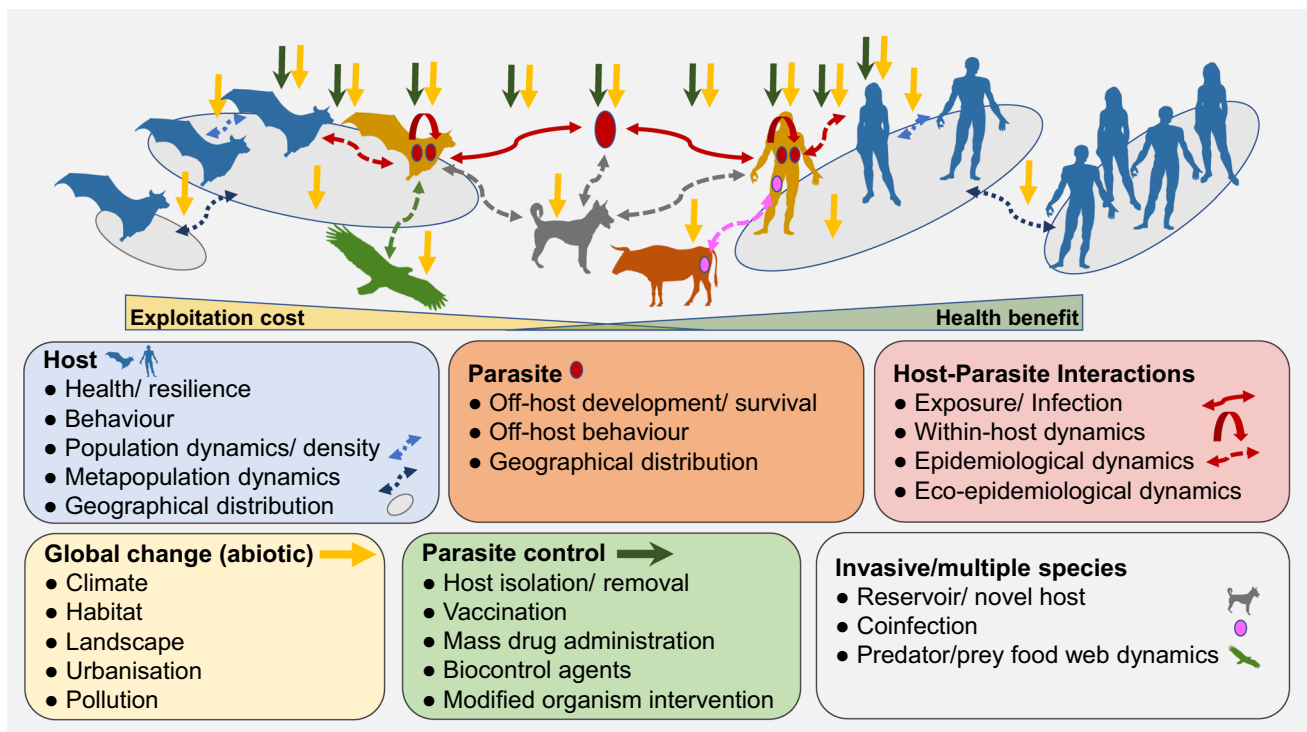 Exploitation cost
Health benefit
Host
● Health/ resilience
● Behaviour
● Population dynamics/ density
● Metapopulation dynamics
● Geographical distribution
Parasite
● Off-host development/ survival
● Off-host behaviour
● Geographical distribution
Host-Parasite Interactions
● Exposure/ Infection
● Within-host dynamics
● Epidemiological dynamics
● Eco-epidemiological dynamics
Global change (abiotic)
● Climate
● Habitat
● Landscape
● Urbanisation
● Pollution
Parasite control
● Host isolation/ removal
● Vaccination
● Mass drug administration
● Biocontrol agents
● Modified organism intervention
Invasive/multiple species
● Reservoir/ novel host
● Coinfection
● Predator/prey food web dynamics